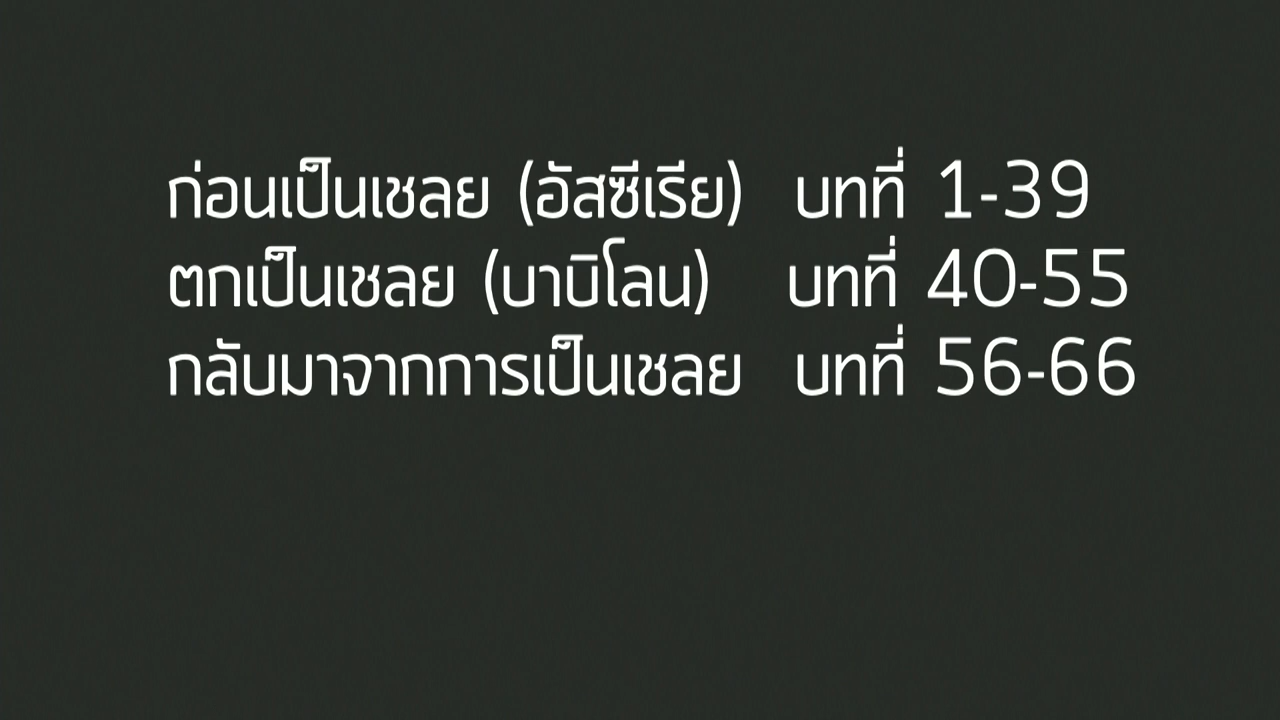 ก่อนเป็นเชลย (อัสซีเรีย) บทที่ 1-39
ตกเป็นเชลย (บาบิโลน) บทที่ 40-55
กลับมาจากการเป็นเชลย บทที่ 56-66